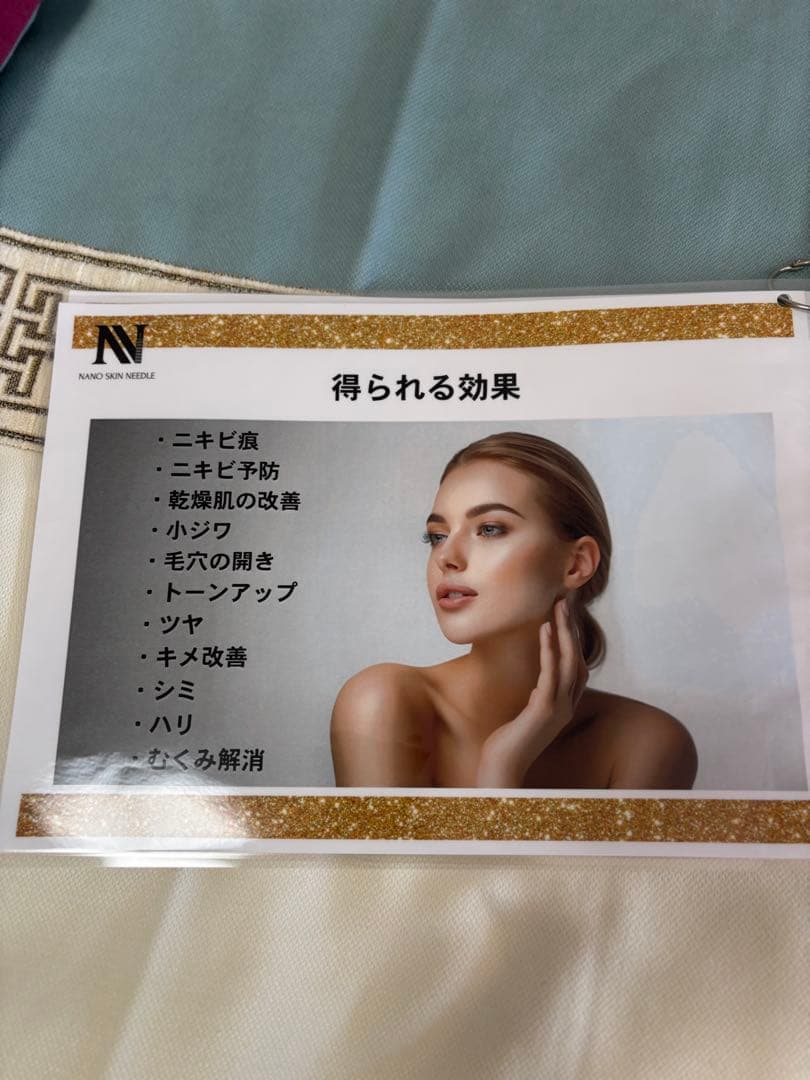 NANO SKIN NEEDLE
得られる効果
・ニキビ痕
・ニキビ予防
・乾燥肌の改善
・小ジワ
・毛穴の開き
・トーンアップ
・ツヤ
・キメ改善
・シミ
・ハリ
・むくみ解消